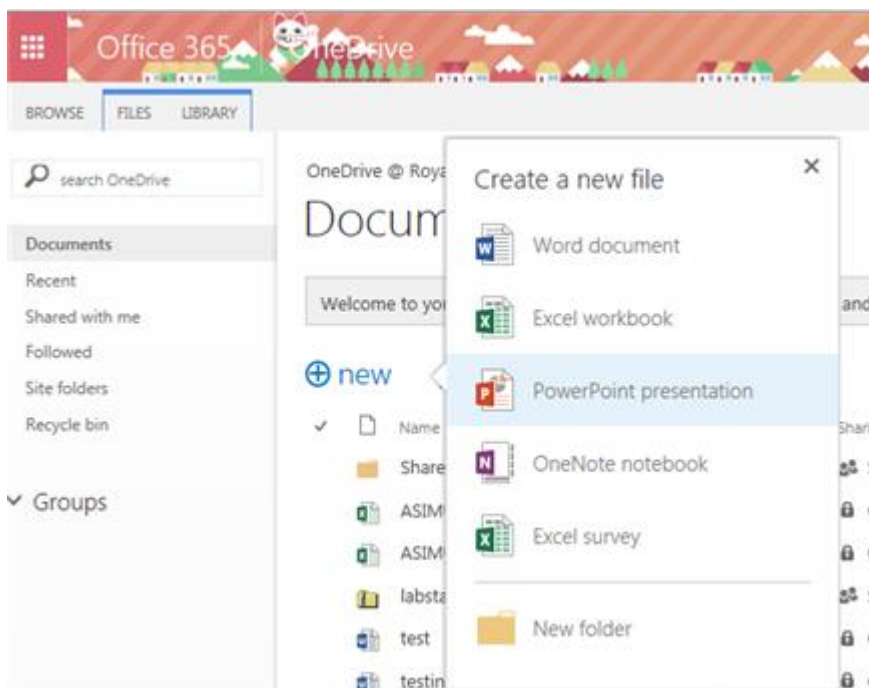 Office 365
OneDrive
BROWSE
FILES
LIBRARY
search OneDrive
Documents
Recent
Shared with me
Followed
Site folders
Recycle bin
Groups
OneDrive @ Roya
Docum
Welcome to you
and
new
Name
Shar
Share
ASIM
ASIM
labsta
test
testin
Create a new file
Word document
Excel workbook
PowerPoint presentation
OneNote notebook
Excel survey
New folder